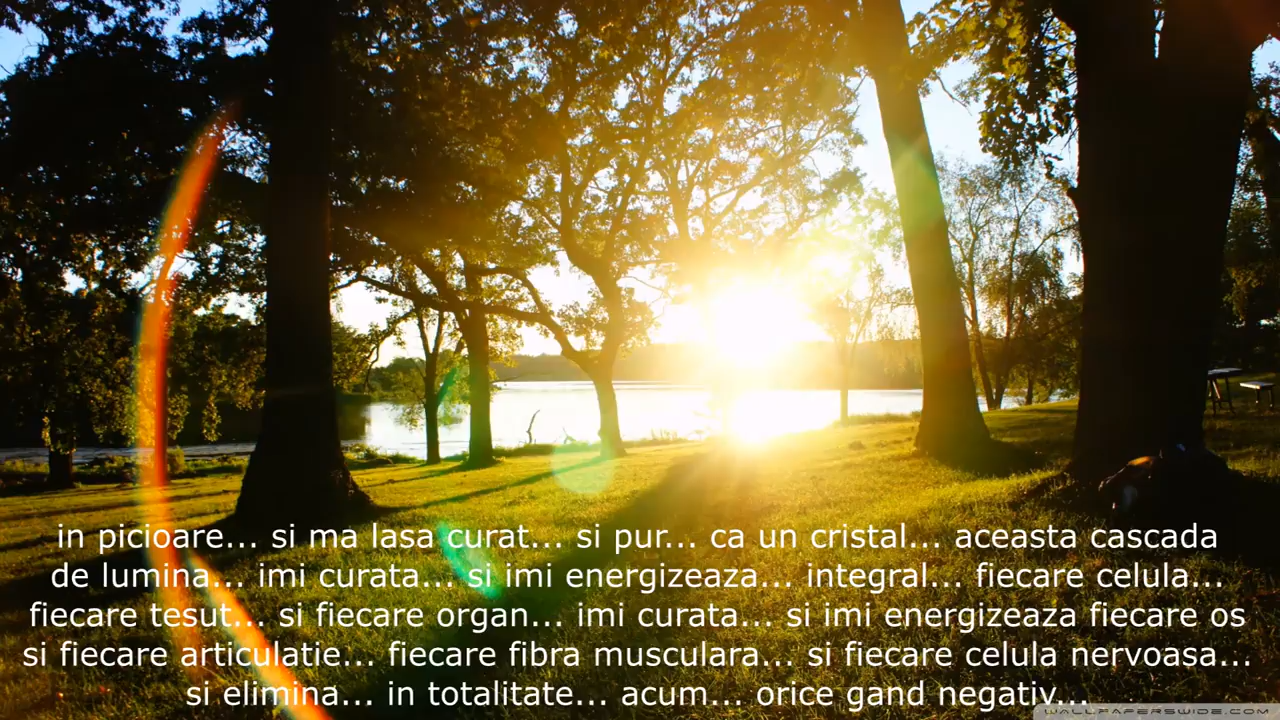 in picioare... si ma lasa curat... si pur... ca un cristal... aceasta cascada
de lumina... imi curata... si imi energizeaza... integral... fiecare celula...
fiecare tesut... si fiecare organ... imi curata... si imi energizeaza fiecare os
si fiecare articulatie... fiecare fibra musculara... si fiecare celula nervoasa...
si elimina... in totalitate... acum... orice gand negativ...
WALLPAPERSWIDE.COM